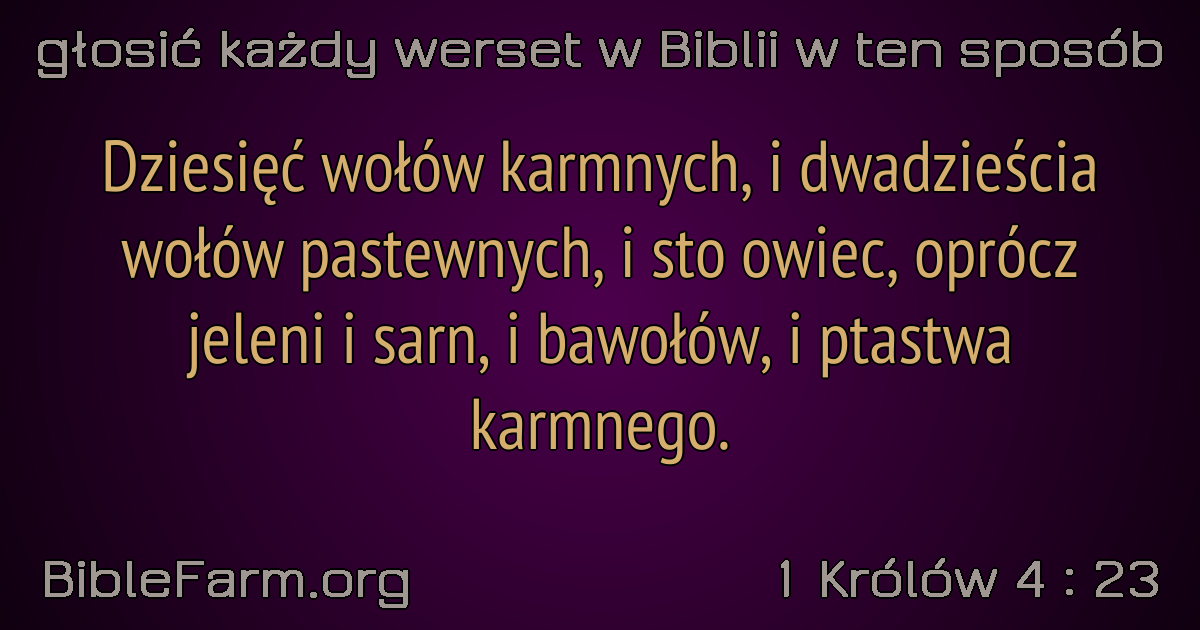 głosić każdy werset w Biblii w ten sposób
Dziesięć wołów karmnych, i dwadzieścia
wołów pastewnych, i sto owiec, oprócz
jeleni i sarn, i bawołów, i ptastwa
karmnego.
BibleFarm.org
1 Królów 4 : 23